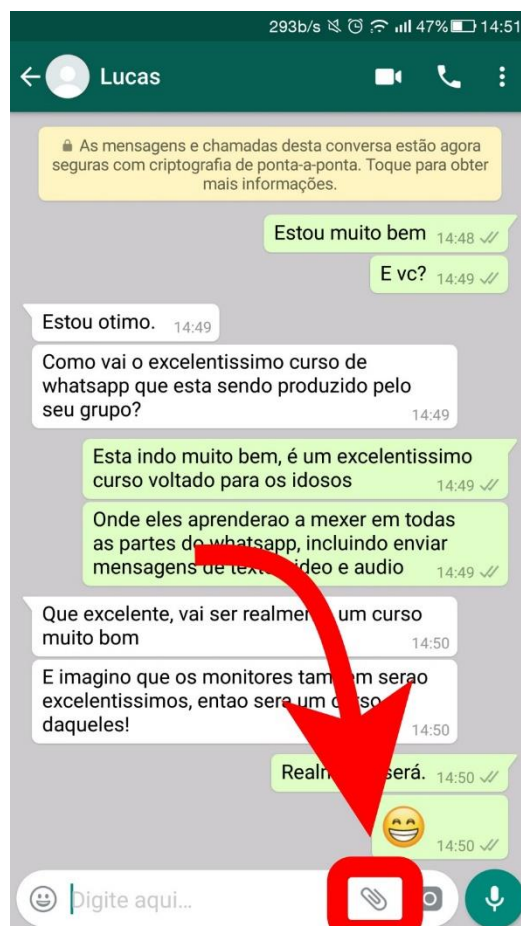 293b/s 47% 14:51
Lucas
As mensagens e chamadas desta conversa estão agora
seguras com criptografia de ponta-a-ponta. Toque para obter
mais informações.
Estou muito bem 14:48
E vc? 14:49
Estou otimo. 14:49
Como vai o excelentissimo curso de
whatsapp que esta sendo produzido pelo
seu grupo? 14:49
Esta indo muito bem, é um excelentissimo
curso voltado para os idosos 14:49
Onde eles aprenderao a mexer em todas
as partes do whatsapp, incluindo enviar
mensagens de texto video e audio 14:49
Que excelente, vai ser realmente um curso
muito bom 14:50
E imagino que os monitores tambem serao
excelentissimos, entao sera um curso
daqueles! 14:50
será. 14:50
14:50
Digite aqui...